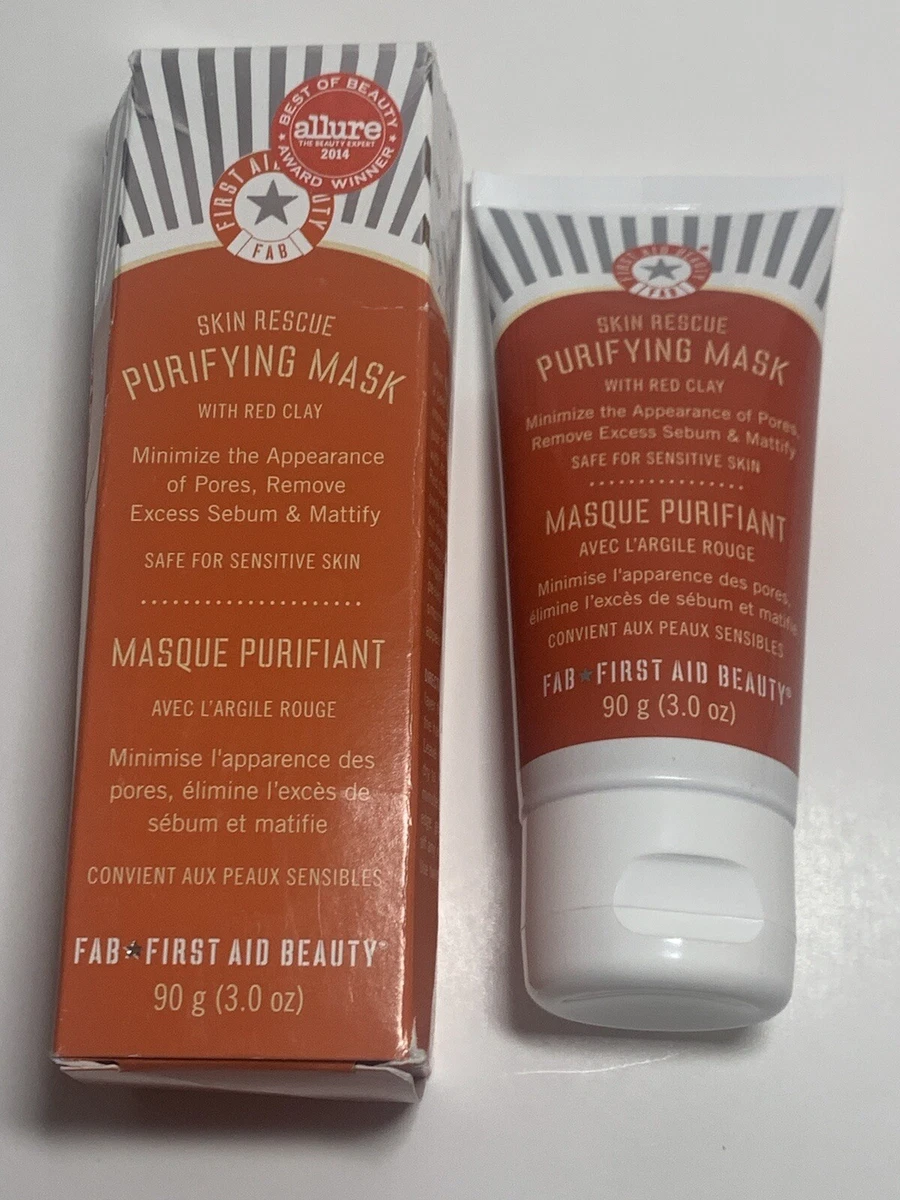 BEST OF BEAUTY
allure
THE BEAUTY EXPERT
2014
AWARD WINNER
FIRST AI UTY
FAB
SKIN RESCUE
PURIFYING MASK
WITH RED CLAY
Minimize the Appearance
of Pores, Remove
Excess Sebum & Mattify
SAFE FOR SENSITIVE SKIN
MASQUE PURIFIANT
AVEC L'ARGILE ROUGE
Minimise l'apparence des
pores, élimine l'excès de
sébum et matifie
CONVIENT AUX PEAUX SENSIBLES
FAB★FIRST AID BEAUTY
90 g (3.0 oz)
FIRST AID BEAUTY
FAB
SKIN RESCUE
PURIFYING MASK
WITH RED CLAY
Minimize the Appearance of Pores,
Remove Excess Sebum & Mattify
SAFE FOR SENSITIVE SKIN
MASQUE PURIFIANT
AVEC L'ARGILE ROUGE
Minimise l'apparence des pores,
élimine l'excès de sébum et matifie
CONVIENT AUX PEAUX SENSIBLES
FAB★FIRST AID BEAUTY®
90 g (3.0 oz)